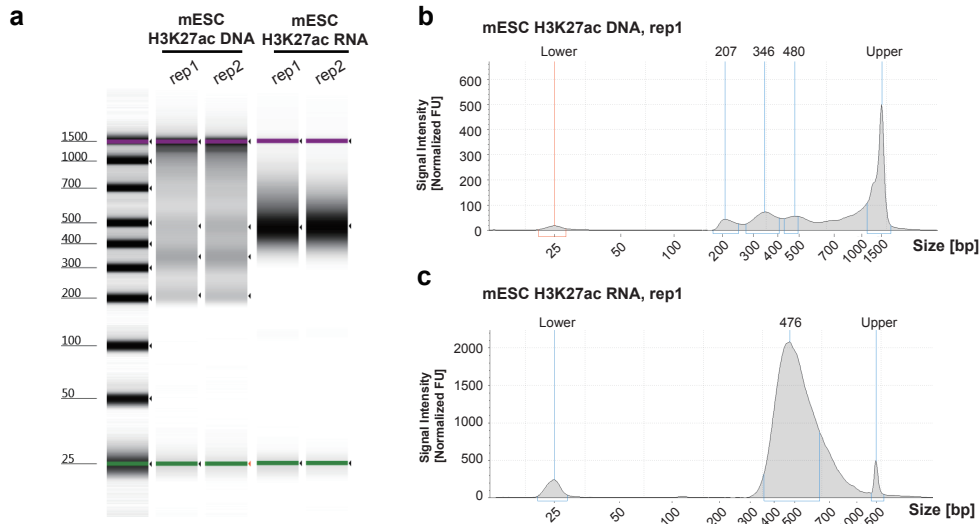 a
mESC
H3K27ac DNA
mESC
H3K27ac RNA
rep1
rep2
rep1
rep2
1500
1000
700
500
400
300
200
100
50
25
b
mESC H3K27ac DNA, rep1
Lower
207
346
480
Upper
Signal Intensity
[Normalized FU]
600
500
400
300
200
100
0
25
50
100
200
300
400
500
700
1000
1500
Size [bp]
c
mESC H3K27ac RNA, rep1
Lower
476
Upper
Signal Intensity
[Normalized FU]
2000
1500
1000
500
0
25
50
100
200
300
400
500
700
1000
500
Size [bp]